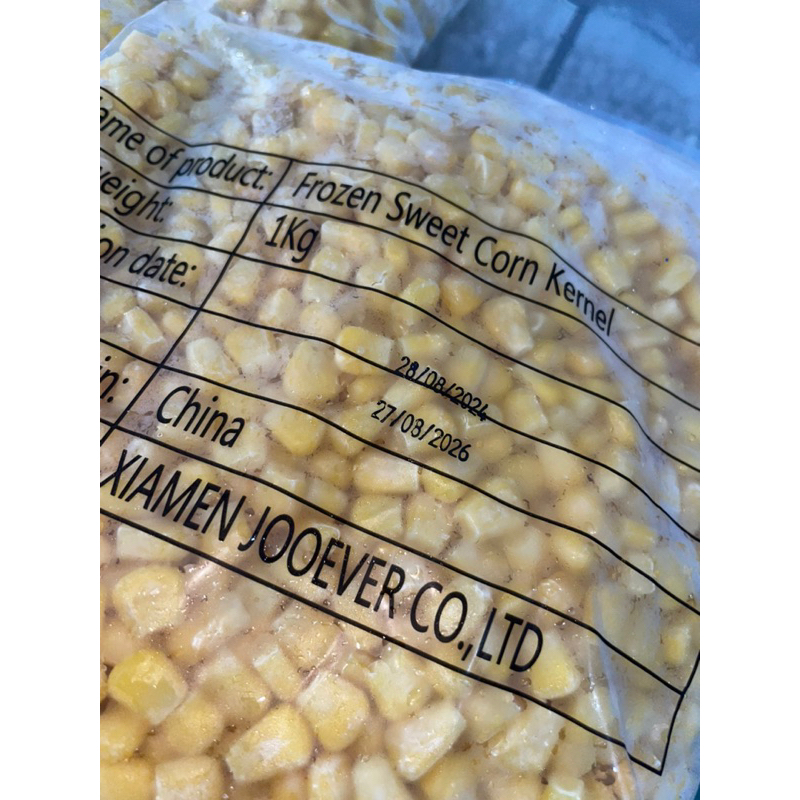 ame of product: Frozen Sweet Corn Kernel
eight: 1Kg
on date:
28/08/2024
27/08/2026
in: China
XIAMEN JOOEVER CO.,LTD